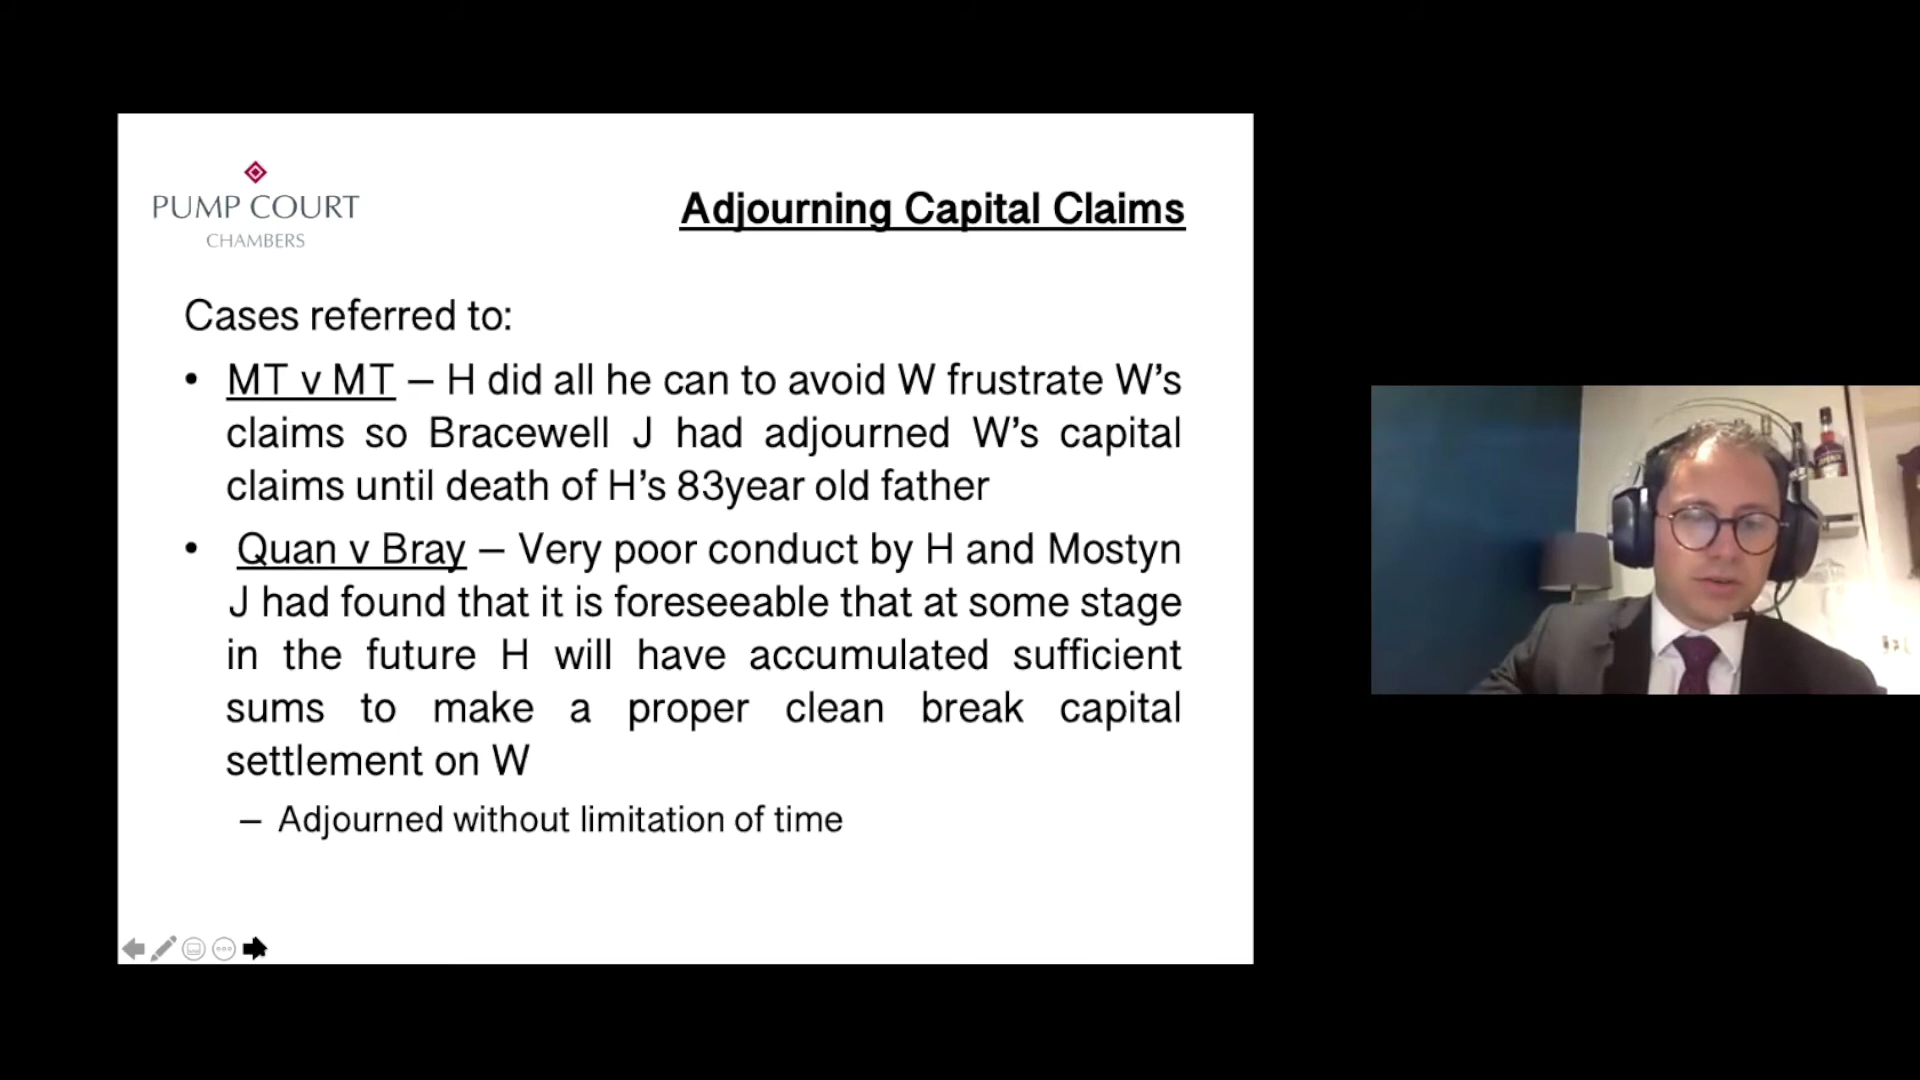 PUMP COURT
CHAMBERS
Adjourning Capital Claims
Cases referred to:
• MT v MT – H did all he can to avoid W frustrate W's
claims so Bracewell J had adjourned W's capital
claims until death of H's 83year old father
• Quan v Bray – Very poor conduct by H and Mostyn
J had found that it is foreseeable that at some stage
in the future H will have accumulated sufficient
sums to make a proper clean break capital
settlement on W
– Adjourned without limitation of time